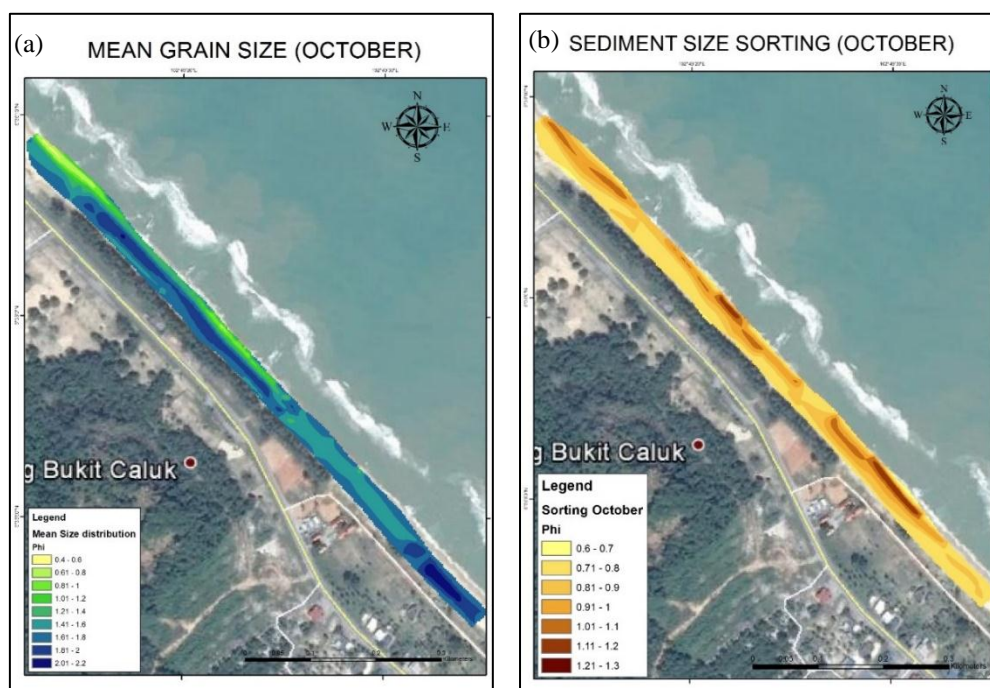 (a)
MEAN GRAIN SIZE (OCTOBER)
N
W E
S
g Bukit Caluk
Legend
Mean Size distribution
Phi
0.4 - 0.6
0.61 - 0.8
0.81 - 1
1.01 - 1.2
1.21 - 1.4
1.41 - 1.6
1.61 - 1.8
1.81 - 2
2.01 - 2.2
(b)
SEDIMENT SIZE SORTING (OCTOBER)
N
W E
S
g Bukit Caluk
Legend
Sorting October
Phi
0.6 - 0.7
0.71 - 0.8
0.81 - 0.9
0.91 - 1
1.01 - 1.1
1.11 - 1.2
1.21 - 1.3